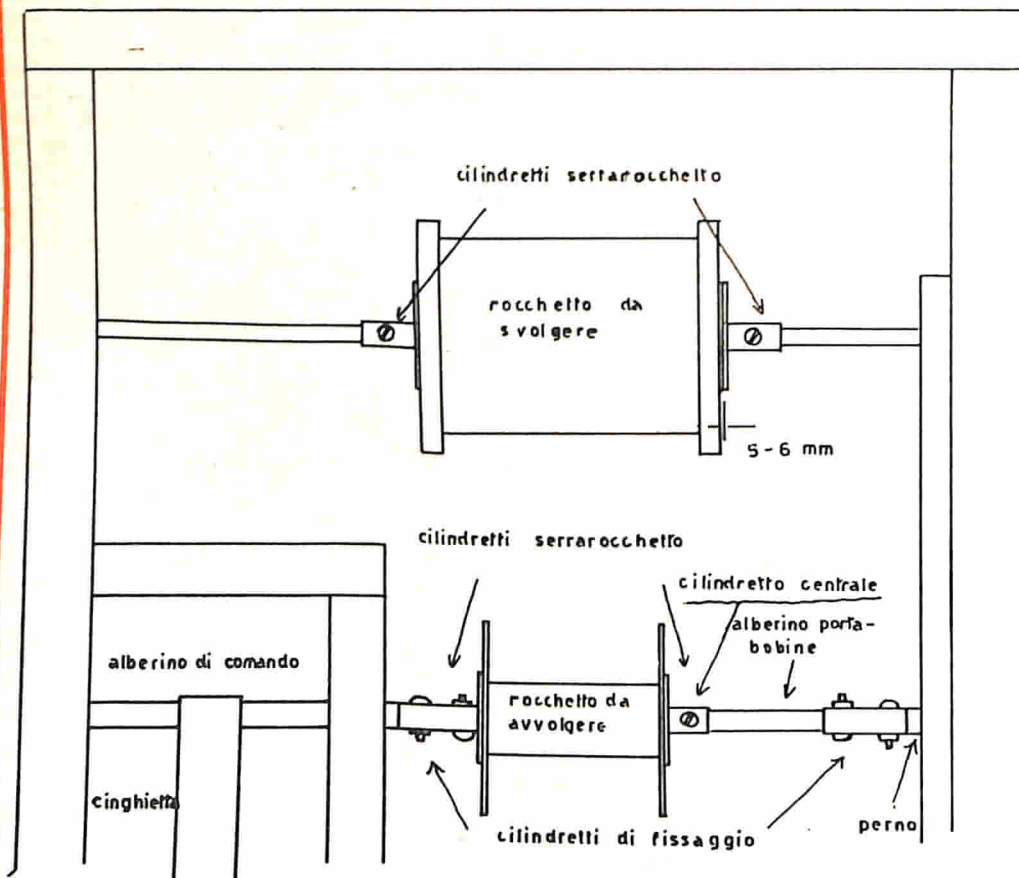 cilindretti serrarocchetto
rocchetto da
svolgere
5-6 mm
cilindretti serrarocchetto
cilindretto centrale
alberino porta-
bobine
alberino di comando
rocchetto da
avvolgere
cinghietta
cilindretti di fissaggio
perno